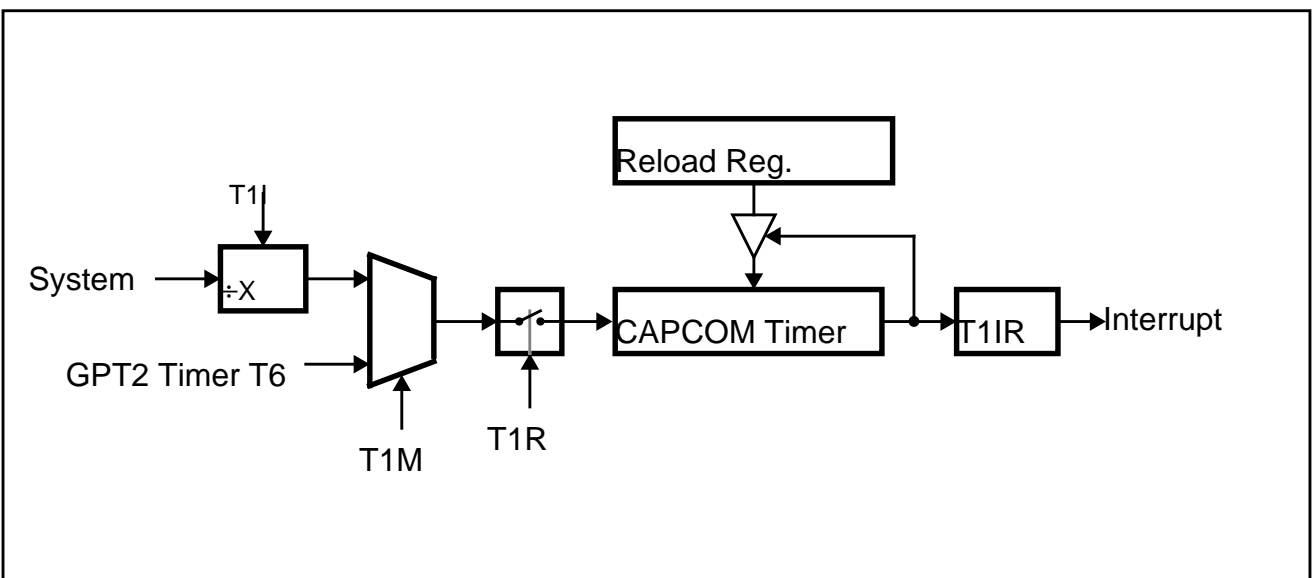 Reload Reg.
T1I
System
÷X
GPT2 Timer T6
T1M
T1R
CAPCOM Timer
T1IR
Interrupt